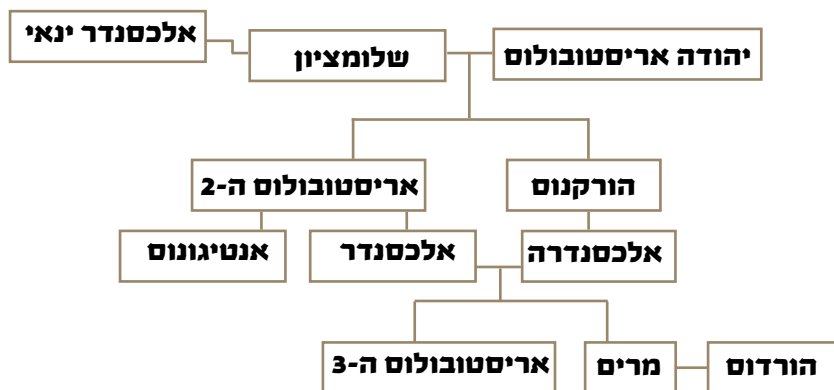 אלכסנדר ינאי
יהודה אריסטובולוס
שלומציון
הורקנוס
אריסטובולוס ה-2
אלכסנדרה
אלכסנדר
אנטיגונוס
הורדוס
מרים
אריסטובולוס ה-3